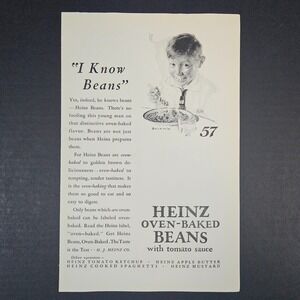 "I Know
Beans"
Yes, indeed, he knows beans
—Heinz Beans. There's no
fooling this young man on
that distinctive oven-baked
flavor. Beans are not just
beans when Heinz prepares
them.
For Heinz Beans are oven-
baked to golden brown de-
liciousness—oven-baked to
tempting, tender tastiness. It
is the oven-baking that makes
them so good to eat and so
easy to digest.
Only beans which are oven
baked can be labeled oven-
baked. Read the Heinz label,
"oven-baked." Get Heinz
Beans, Oven-Baked. The Taste
is the Test · H. J. HEINZ CO.
57
HEINZ
OVEN-BAKED
BEANS
with tomato sauce
Other varieties—
HEINZ TOMATO KETCHUP · HEINZ APPLE BUTTER
HEINZ COOKED SPAGHETTI · HEINZ MUSTARD